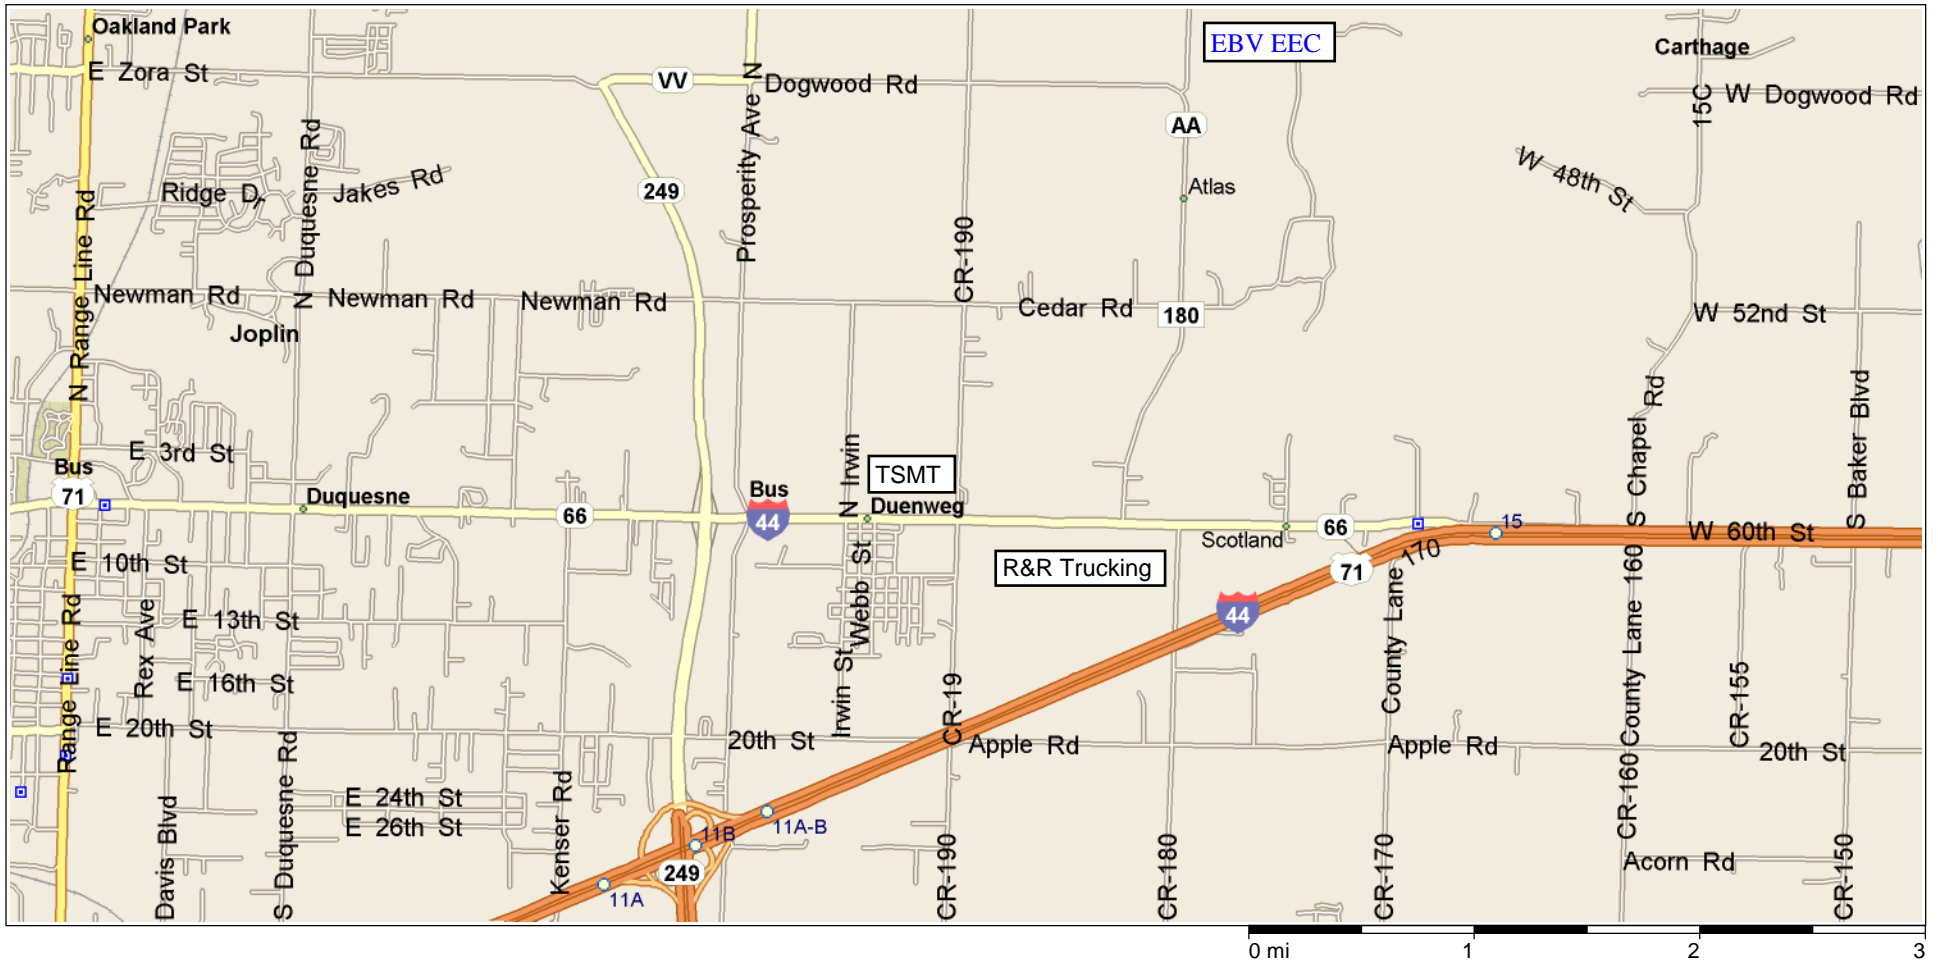 Oakland Park
E Zora St
VV
Dogwood Rd
EBV EEC
Carthage
W Dogwood Rd
15C
AA
Prosperity Ave N
N Duquesne Rd
Ridge D
Jakes Rd
249
Atlas
W 48th St
N Range Line Rd
CR-190
Newman Rd
Newman Rd
Newman Rd
Cedar Rd
180
W 52nd St
Joplin
S Chapel Rd
S Baker Blvd
E 3rd St
N Irwin
TSMT
Bus
71
Duquesne
66
Bus
44
Duenweg
Scotland
66
15
W 60th St
E 10th St
Webb St
R&R Trucking
71
170
County Lane
County Lane 160
44
Range Line Rd
Rex Ave
E 13th St
E 16th St
Irwin St
CR-19
CR-155
E 20th St
20th St
Apple Rd
Apple Rd
20th St
S Duquesne Rd
Davis Blvd
E 24th St
E 26th St
Kenser Rd
11B
11A-B
249
11A
CR-190
CR-180
CR-170
CR-160
Acorn Rd
CR-150
0 mi
1
2
3